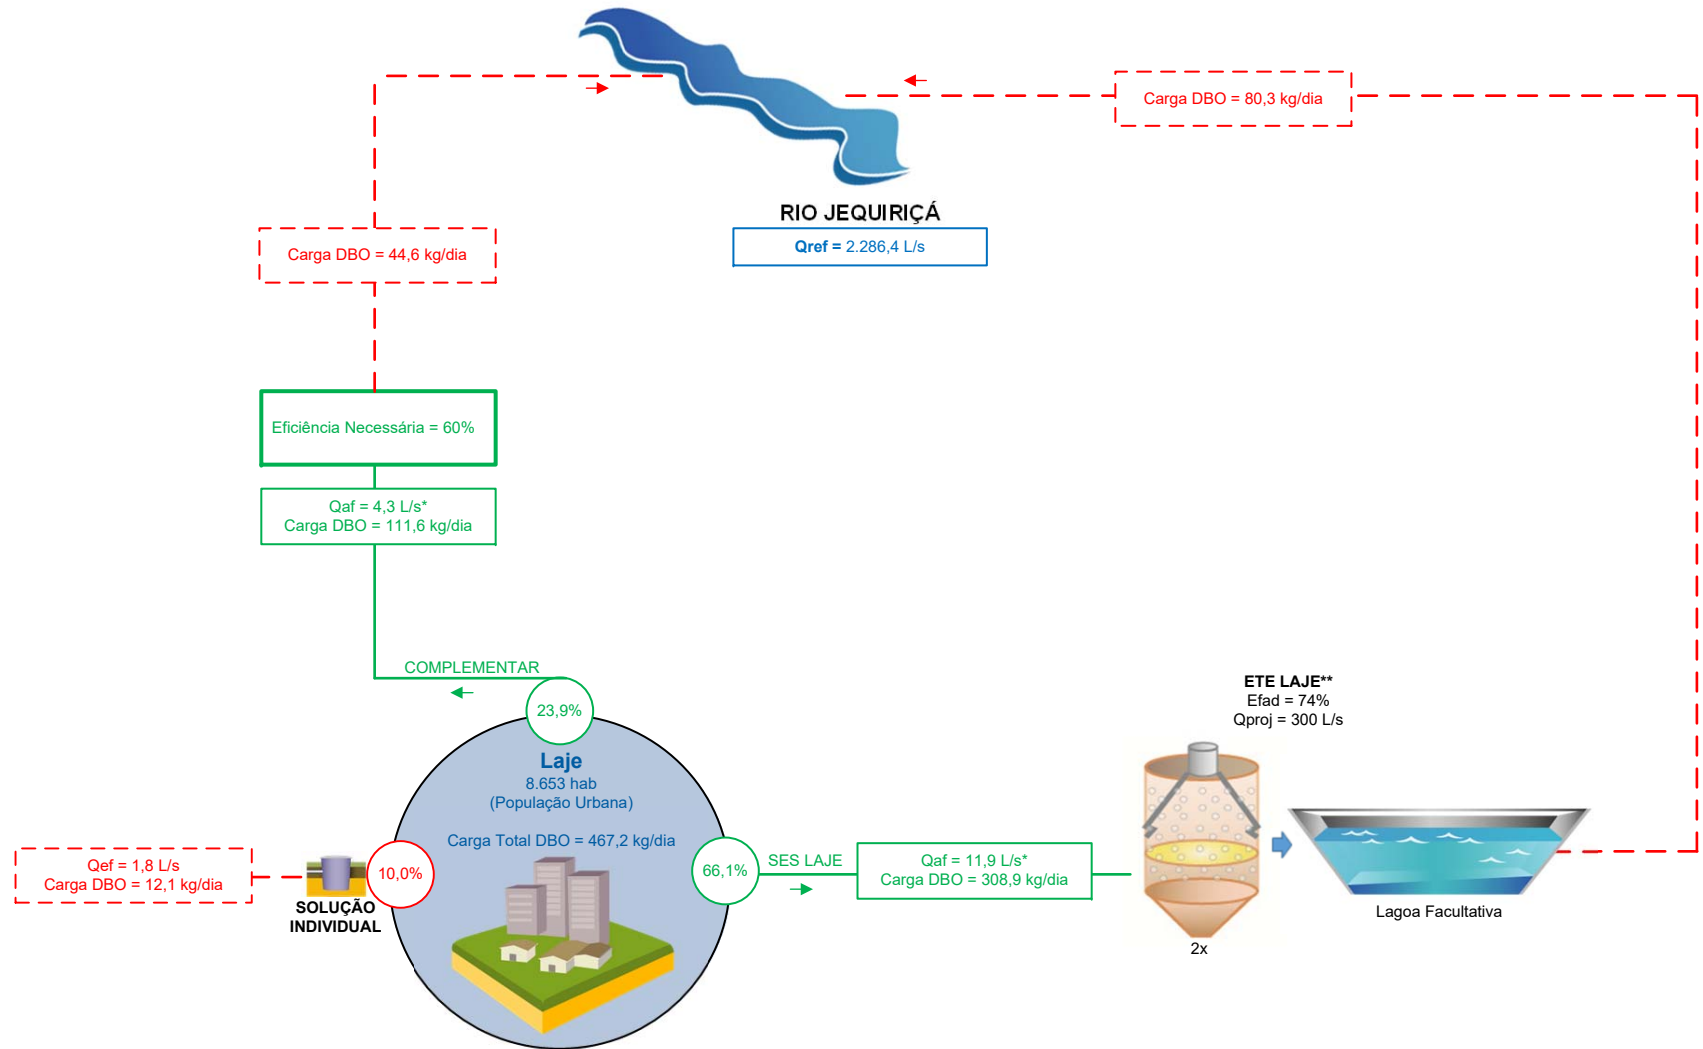 Carga DBO = 80,3 kg/dia
RIO JEQUIRIÇÁ
Qref = 2.286,4 L/s
Carga DBO = 44,6 kg/dia
Eficiência Necessária = 60%
Qaf = 4,3 L/s*
Carga DBO = 111,6 kg/dia
COMPLEMENTAR
23,9%
ETE LAJE**
Efad = 74%
Qproj = 300 L/s
Laje
8.653 hab
(População Urbana)
Carga Total DBO = 467,2 kg/dia
Qef = 1,8 L/s
Carga DBO = 12,1 kg/dia
SOLUÇÃO
INDIVIDUAL
10,0%
66,1%
SES LAJE
Qaf = 11,9 L/s*
Carga DBO = 308,9 kg/dia
2x
Lagoa Facultativa